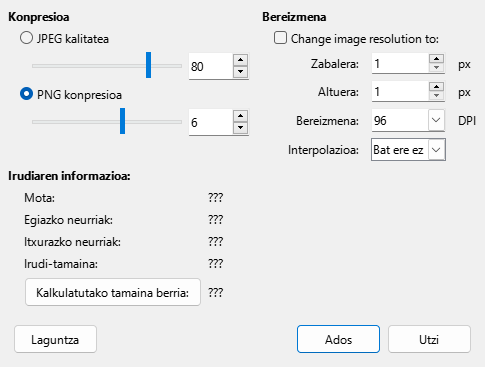 Konpresioa
JPEG kalitatea
80
PNG konpresioa
6
Bereizmena
Change image resolution to:
Zabalera: 1 px
Altuera: 1 px
Bereizmena: 96 DPI
Interpolazioa: Bat ere ez
Irudiaren informazioa:
Mota: ???
Egiazko neurriak: ???
Itxurazko neurriak: ???
Irudi-tamaina: ???
Kalkulatutako tamaina berria: ???
Laguntza
Ados
Utzi